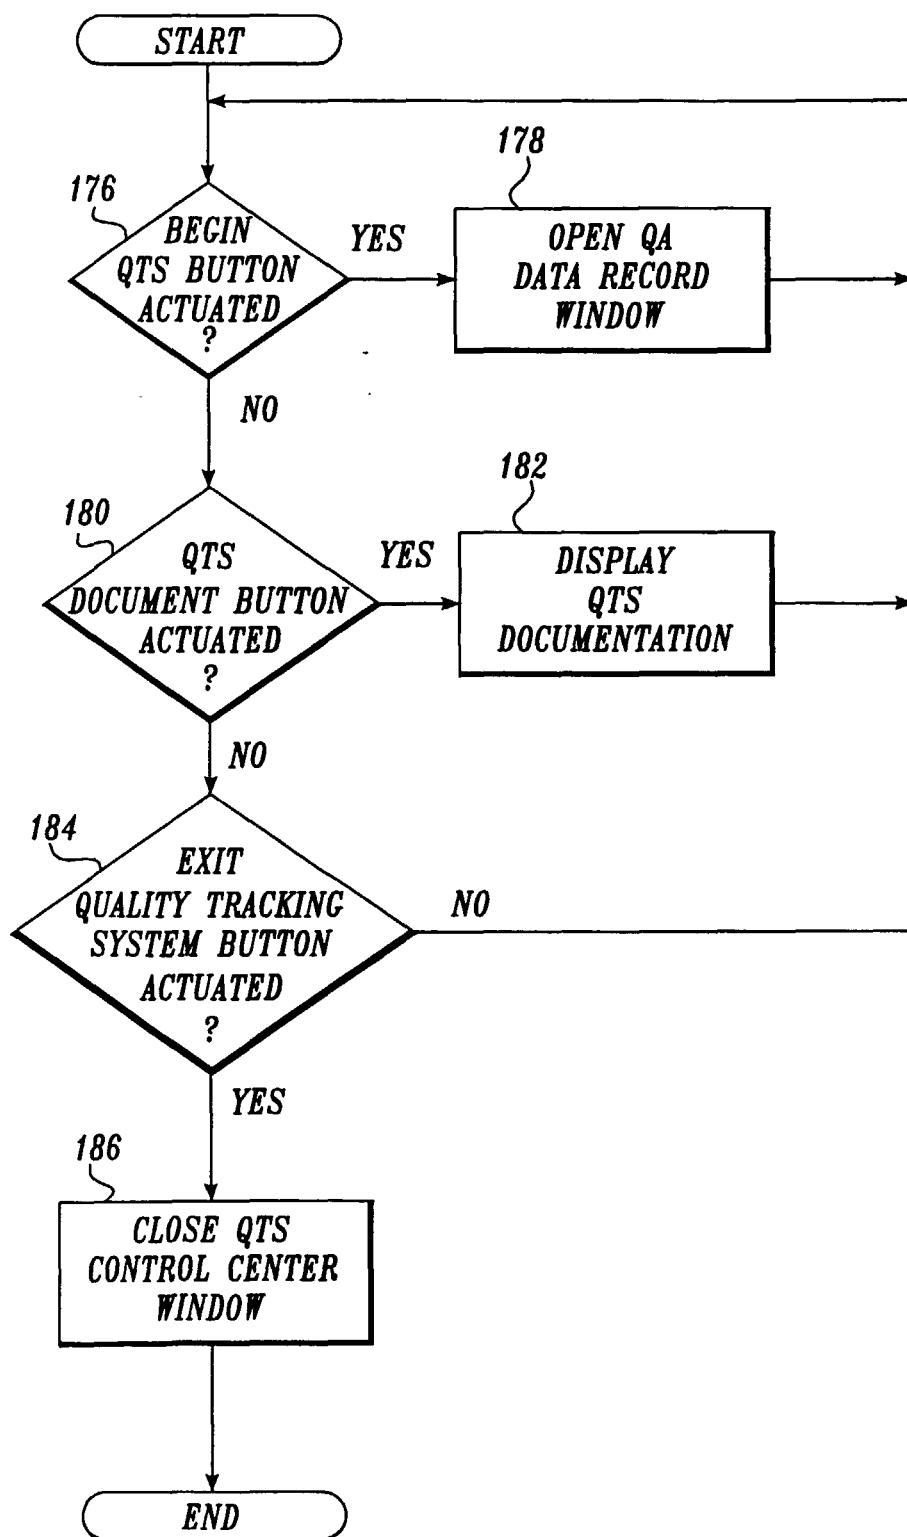 START
176
BEGIN
QTS BUTTON
ACTUATED
?
YES
178
OPEN QA
DATA RECORD
WINDOW
NO
180
QTS
DOCUMENT BUTTON
ACTUATED
?
YES
182
DISPLAY
QTS
DOCUMENTATION
NO
184
EXIT
QUALITY TRACKING
SYSTEM BUTTON
ACTUATED
?
NO
YES
186
CLOSE QTS
CONTROL CENTER
WINDOW
END